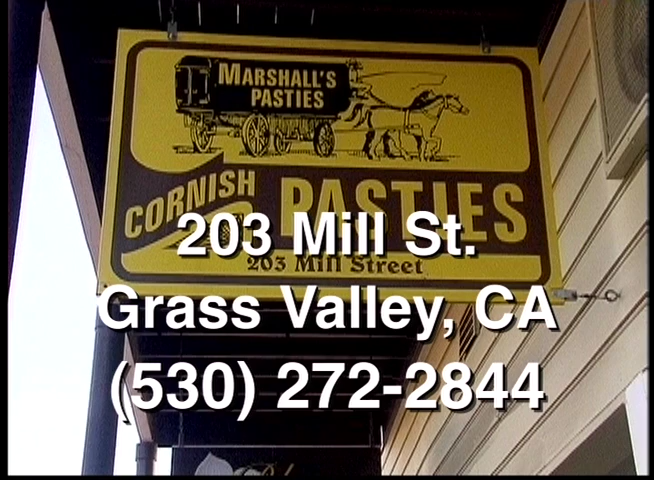 MARSHALL'S
PASTIES
CORNISH PASTIES
203 Mill Street
203 Mill St.
Grass Valley, CA
(530) 272-2844